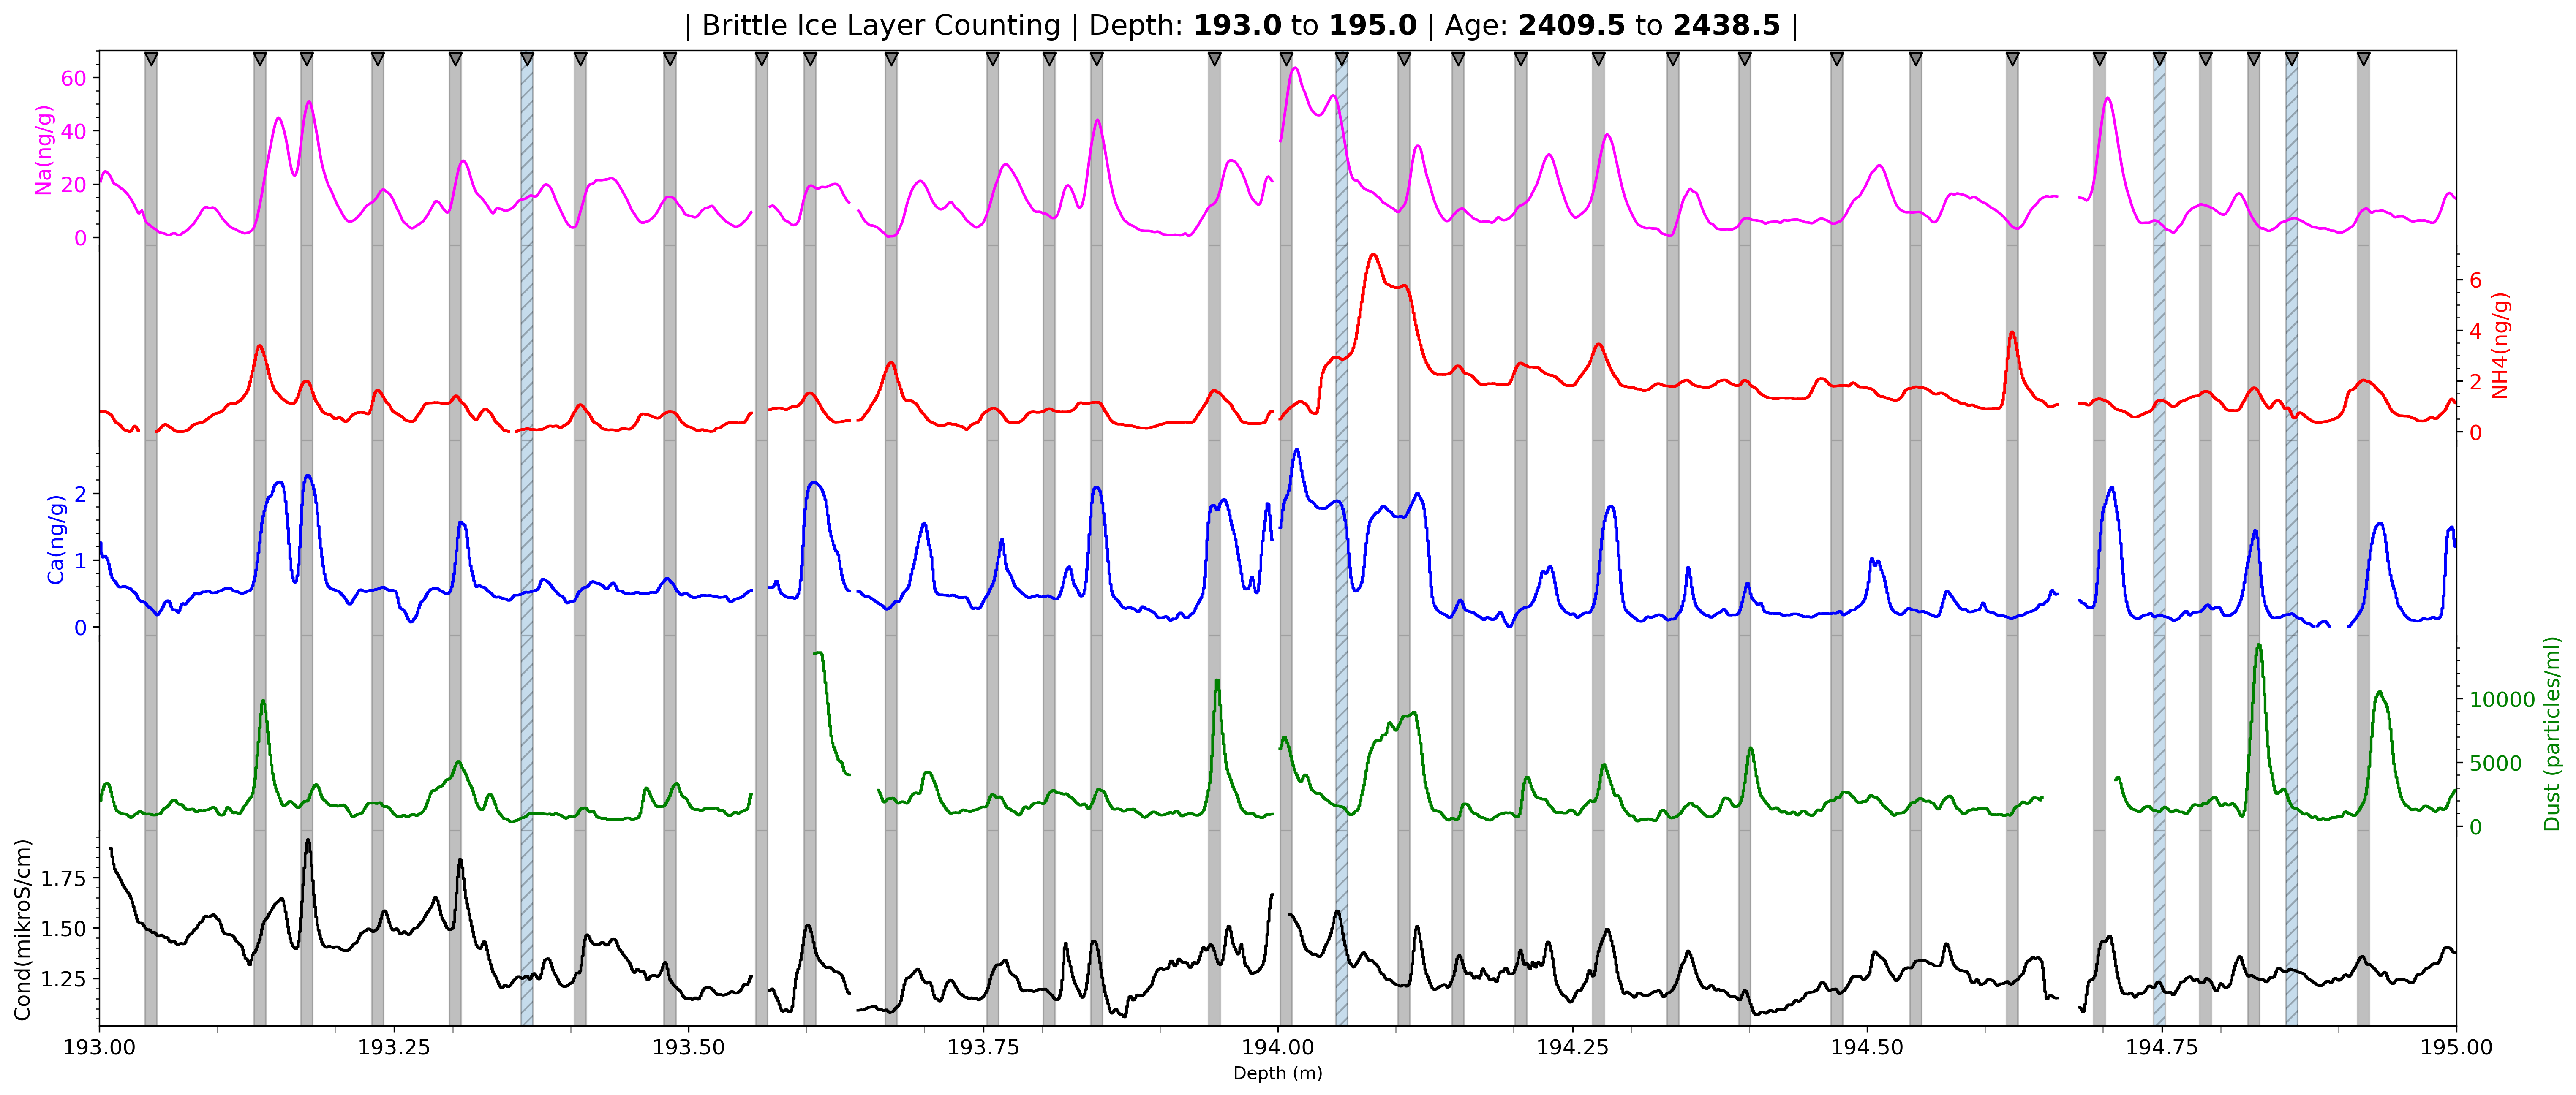 | Brittle Ice Layer Counting | Depth: 193.0 to 195.0 | Age: 2409.5 to 2438.5 |
60
40
20
0
Na(ng/g)
6
4
2
0
NH4(ng/g)
2
1
0
Ca(ng/g)
10000
5000
0
Dust (particles/ml)
1.75
1.50
1.25
Cond(mikroS/cm)
193.00 193.25 193.50 193.75 194.00 194.25 194.50 194.75 195.00
Depth (m)